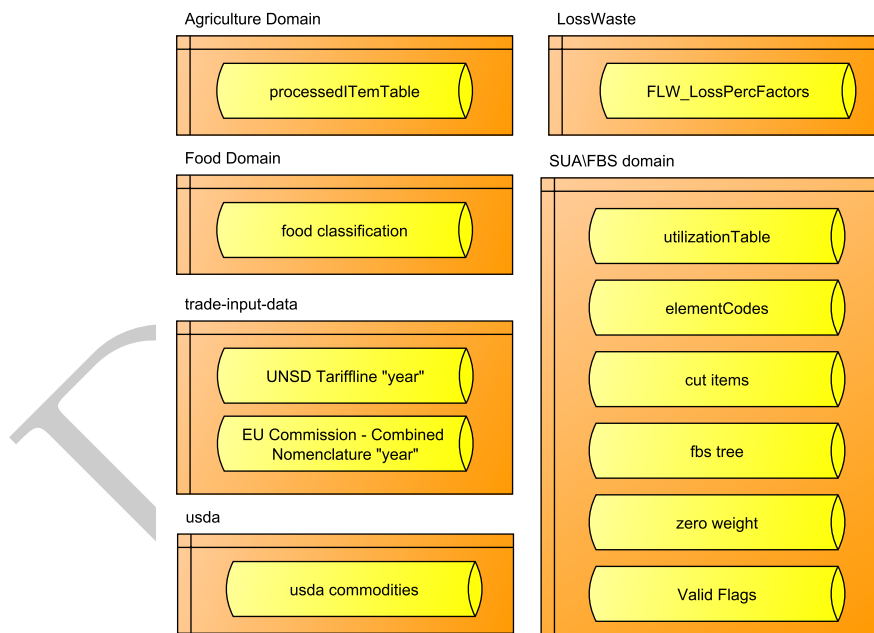 Agriculture Domain
processedITemTable
Food Domain
food classification
trade-input-data
UNSD Tariffline "year"
EU Commission - Combined
Nomenclature "year"
usda
usda commodities
LossWaste
FLW_LossPercFactors
SUA\FBS domain
utilizationTable
elementCodes
cut items
fbs tree
zero weight
Valid Flags